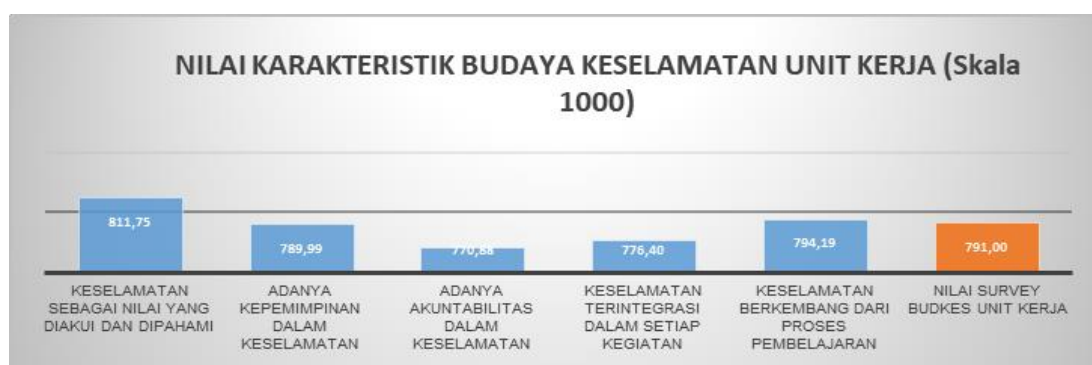 NILAI KARAKTERISTIK BUDAYA KESELAMATAN UNIT KERJA (Skala
1000)
811,75
789,99
770,88
776,40
794,19
791,00
KESELAMATAN
SEBAGAI NILAI YANG
DIAKUI DAN DIPAHAMI
ADANYA
KEPEMIMPINAN
DALAM
KESELAMATAN
ADANYA
AKUNTABILITAS
DALAM
KESELAMATAN
KESELAMATAN
TERINTEGRASI
DALAM SETIAP
KEGIATAN
KESELAMATAN
BERKEMBANG DARI
PROSES
PEMBELAJARAN
NILAI SURVEY
BUDKES UNIT KERJA